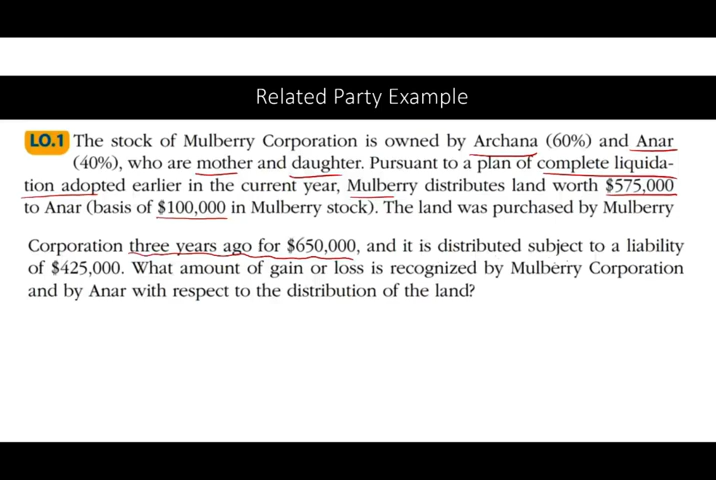 Related Party Example
LO.1 The stock of Mulberry Corporation is owned by Archana (60%) and Anar
(40%), who are mother and daughter. Pursuant to a plan of complete liquida-
tion adopted earlier in the current year, Mulberry distributes land worth $575,000
to Anar (basis of $100,000 in Mulberry stock). The land was purchased by Mulberry
Corporation three years ago for $650,000, and it is distributed subject to a liability
of $425,000. What amount of gain or loss is recognized by Mulberry Corporation
and by Anar with respect to the distribution of the land?